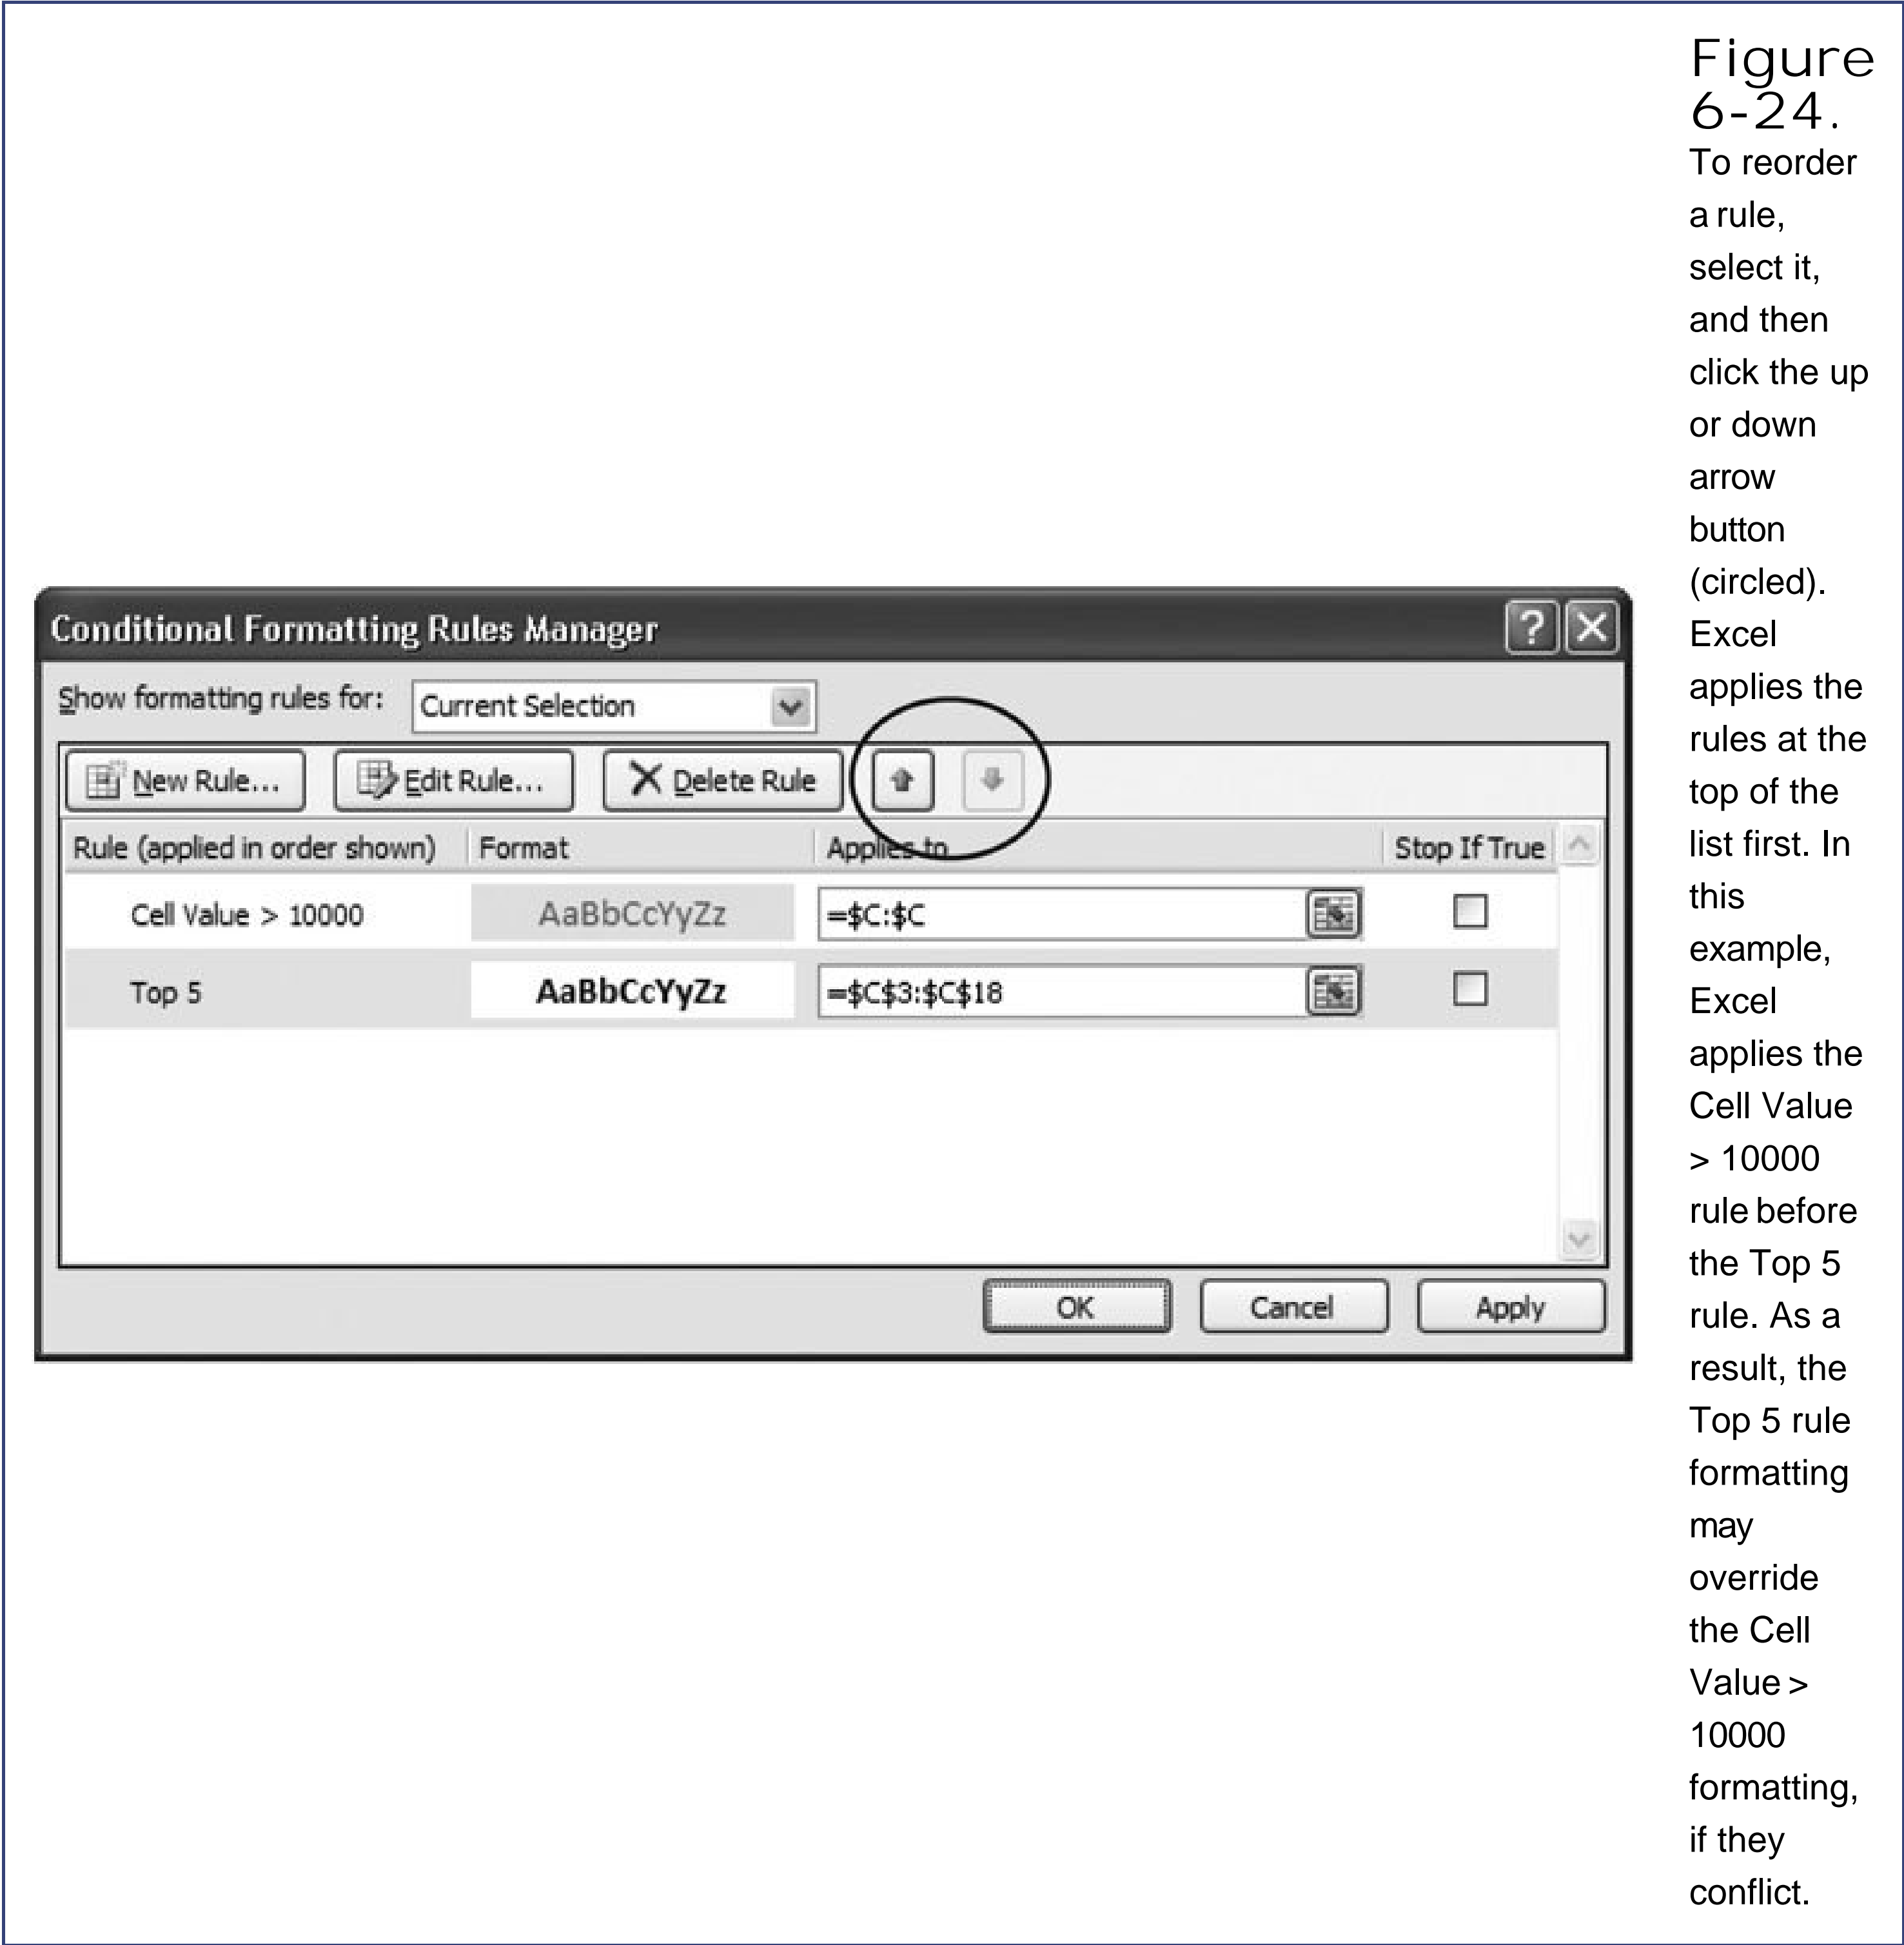 Conditional Formatting Rules Manager
Show formatting rules for: Current Selection
New Rule... Edit Rule... Delete Rule
Rule (applied in order shown) Format Applies to Stop If True
Cell Value > 10000 AaBbCcYyZz =$C:$C
Top 5 AaBbCcYyZz =$C$3:$C$18
OK Cancel Apply
Figure
6-24.
To reorder
a rule,
select it,
and then
click the up
or down
arrow
button
(circled).
Excel
applies the
rules at the
top of the
list first. In
this
example,
Excel
applies the
Cell Value
> 10000
rule before
the Top 5
rule. As a
result, the
Top 5 rule
formatting
may
override
the Cell
Value >
10000
formatting,
if they
conflict.